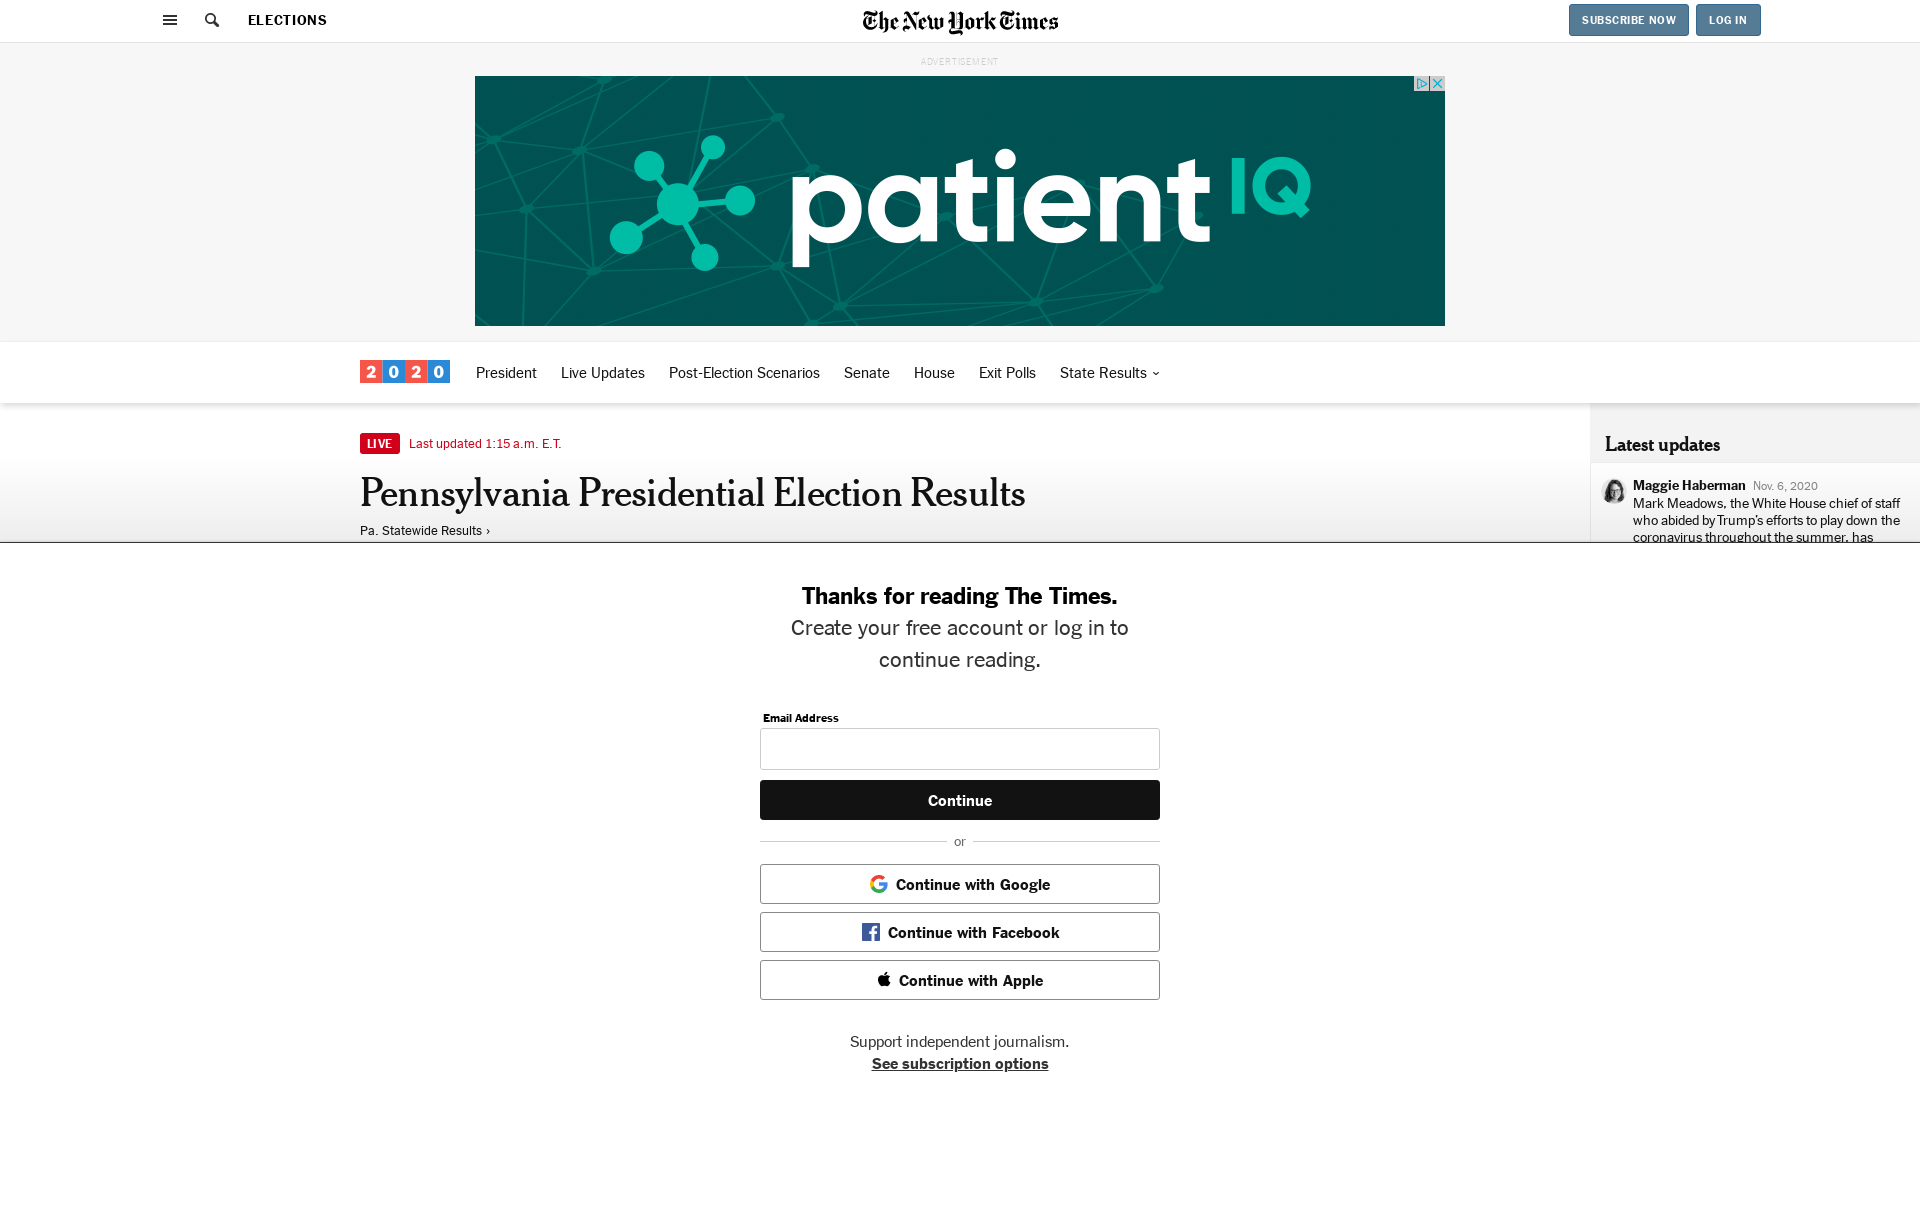 ELECTIONS
The New York Times
SUBSCRIBE NOW
LOG IN
ADVERTISEMENT
patient IQ
2020
President
Live Updates
Post-Election Scenarios
Senate
House
Exit Polls
State Results
LIVE
Last updated 1:15 a.m. E.T.
Pennsylvania Presidential Election Results
Pa. Statewide Results ›
Latest updates
Maggie Haberman Nov. 6, 2020
Mark Meadows, the White House chief of staff
who abided by Trump’s efforts to play down the
coronavirus throughout the summer, has
Thanks for reading The Times.
Create your free account or log in to
continue reading.
Email Address
Continue
or
Continue with Google
Continue with Facebook
Continue with Apple
Support independent journalism.
See subscription options